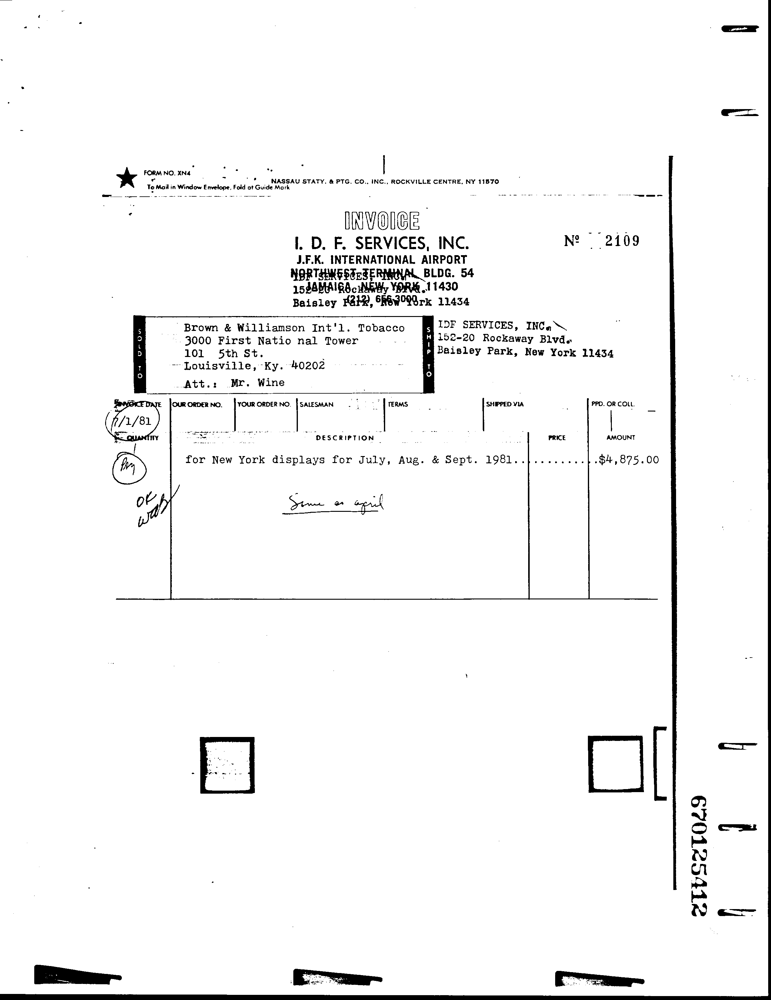 FORM NO. XN4
NASSAU STATY. & PTG. CO., INC., ROCKVILLE CENTRE, NY 11570
To Mail in Window Envelope, Fold at Guide Mark
INVOICE
I. D. F. SERVICES, INC.
Nº 2109
J.F.K. INTERNATIONAL AIRPORT
NORTHWEST TERMINAL BLDG. 54
IDF SERVICES, INC.
JAMAICA, NEW YORK 11430
152-20 Rockaway Blvd.
(212) 656-3000
Baisley Park, New York 11434
SOLD TO
Brown & Williamson Int'l. Tobacco
3000 First Natio nal Tower
101 5th St.
Louisville, Ky. 40202
Att.: Mr. Wine
SHIP TO
IDF SERVICES, INC.
152-20 Rockaway Blvd.
Baisley Park, New York 11434
INVOICE DATE OUR ORDER NO. YOUR ORDER NO. SALESMAN TERMS SHIPPED VIA PPD. OR COLL.
7/1/81
QUANTITY DESCRIPTION PRICE AMOUNT
for New York displays for July, Aug. & Sept. 1981...........$4,875.00
Pay
OK
Same as april
670125412